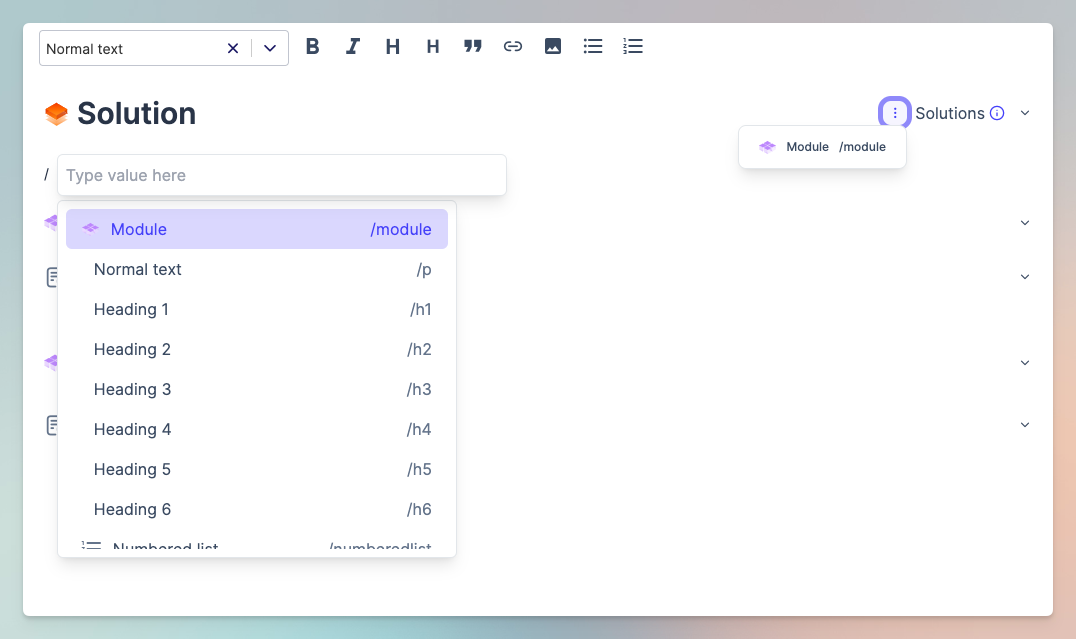 Normal text
B I H H
Solution
Solutions
Module /module
/ Type value here
Module /module
Normal text /p
Heading 1 /h1
Heading 2 /h2
Heading 3 /h3
Heading 4 /h4
Heading 5 /h5
Heading 6 /h6
Numbered list /numberedlist